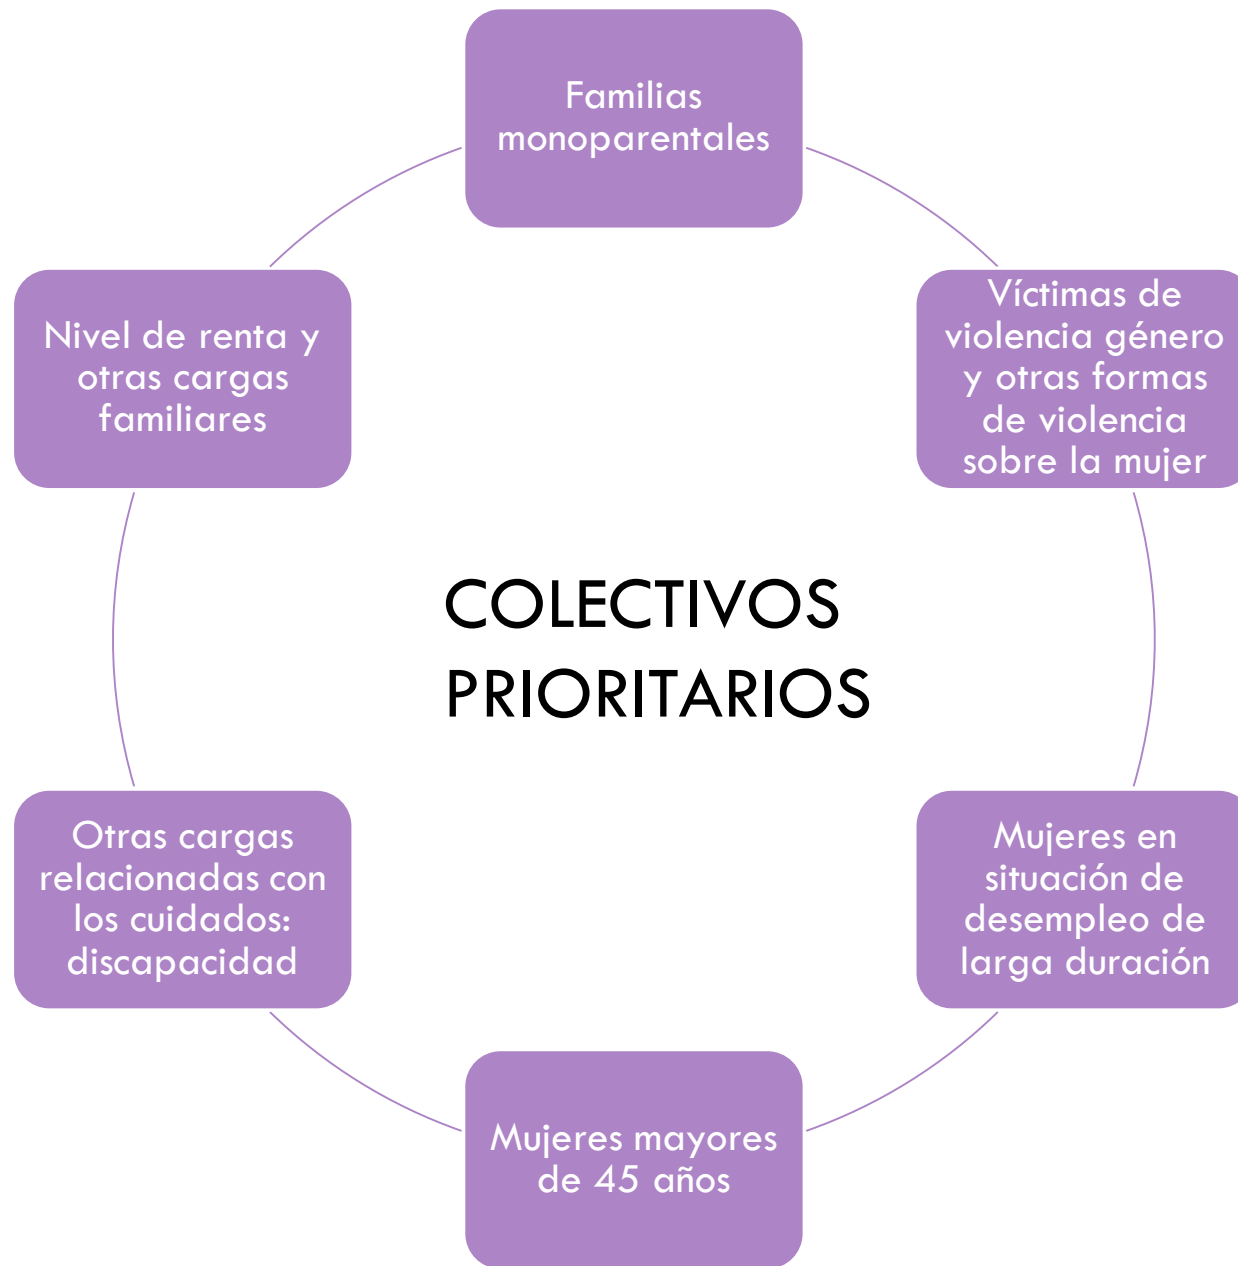 Familias
monoparentales
Víctimas de
violencia género
y otras formas
de violencia
sobre la mujer
Mujeres en
situación de
desempleo de
larga duración
Mujeres mayores
de 45 años
Otras cargas
relacionadas con
los cuidados:
discapacidad
Nivel de renta y
otras cargas
familiares
COLECTIVOS
PRIORITARIOS